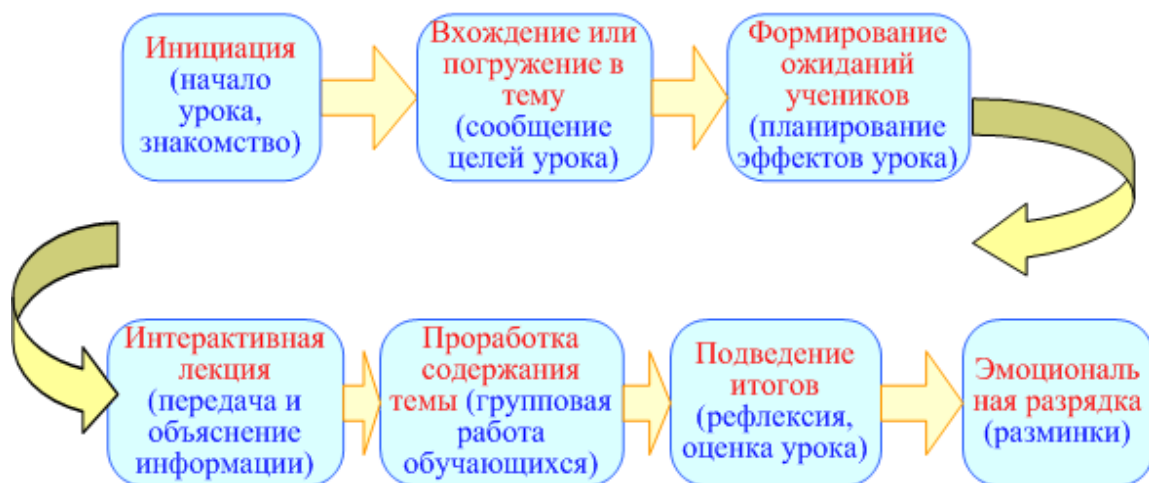 Инициация
(начало
урока,
знакомство)
Вхождение или
погружение в
тему
(сообщение
целей урока)
Формирование
ожиданий
учеников
(планирование
эффектов урока)
Интерактивная
лекция
(передача и
объяснение
информации)
Проработка
содержания
темы (групповая
работа
обучающихся)
Подведение
итогов
(рефлексия,
оценка урока)
Эмоциональ
ная разрядка
(разминки)